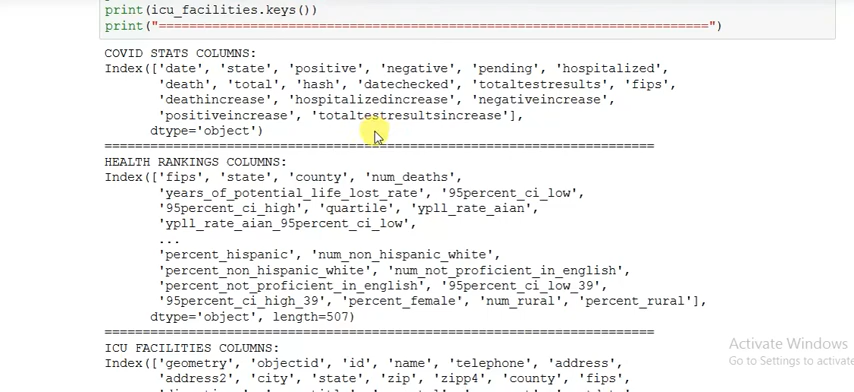 print(icu_facilities.keys())
print("========================================================================")
COVID STATS COLUMNS:
Index(['date', 'state', 'positive', 'negative', 'pending', 'hospitalized',
'death', 'total', 'hash', 'datechecked', 'totaltestresults', 'fips',
'deathincrease', 'hospitalizedincrease', 'negativeincrease',
'positiveincrease', 'totaltestresultsincrease'],
dtype='object')
========================================================================
HEALTH RANKINGS COLUMNS:
Index(['fips', 'state', 'county', 'num_deaths',
'years_of_potential_life_lost_rate', '95percent_ci_low',
'95percent_ci_high', 'quartile', 'ypll_rate_aian',
'ypll_rate_aian_95percent_ci_low',
...
'percent_hispanic', 'num_non_hispanic_white',
'percent_non_hispanic_white', 'num_not_proficient_in_english',
'percent_not_proficient_in_english', '95percent_ci_low_39',
'95percent_ci_high_39', 'percent_female', 'num_rural', 'percent_rural'],
dtype='object', length=507)
========================================================================
ICU FACILITIES COLUMNS:
Index(['geometry', 'objectid', 'id', 'name', 'telephone', 'address',
'address2', 'city', 'state', 'zip', 'zipp4', 'county', 'fips',
Activate Windows
Go to Settings to activate